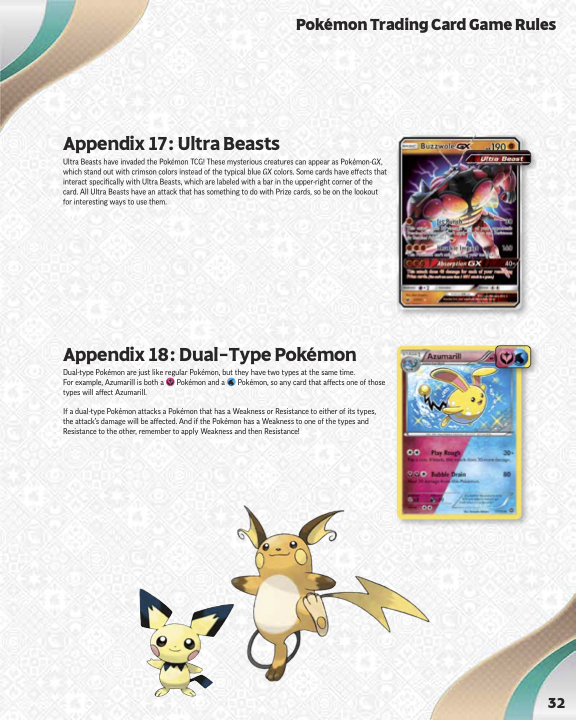 Pokémon Trading Card Game Rules
Appendix 17: Ultra Beasts
Ultra Beasts have invaded the Pokémon TCG! These mysterious creatures can appear as Pokémon-GX,
which stand out with crimson colors instead of the typical blue GX colors. Some cards have effects that
interact specifically with Ultra Beasts, which are labeled with a bar in the upper-right corner of the
card. All Ultra Beasts have an attack that has something to do with Prize cards, so be on the lookout
for interesting ways to use them.
Buzzwole GX 190
Ultra Beast
Jet Punch
Knuckle Impact 160
Absorption GX 40×
Appendix 18: Dual-Type Pokémon
Dual-type Pokémon are just like regular Pokémon, but they have two types at the same time.
For example, Azumarill is both a Pokémon and a Pokémon, so any card that affects one of those
types will affect Azumarill.
If a dual-type Pokémon attacks a Pokémon that has a Weakness or Resistance to either of its types,
the attack's damage will be affected. And if the Pokémon has a Weakness to one of the types and
Resistance to the other, remember to apply Weakness and then Resistance!
Azumarill
Play Rough 20+
Bubble Drain 80
32